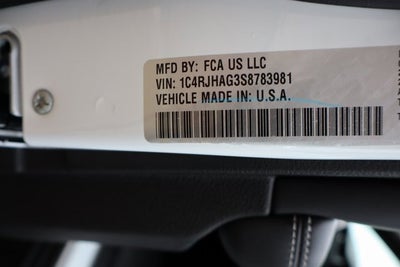 MFD BY: FCA US LLC
VIN: 1C4RJHAG3S8783981
VEHICLE MADE IN: U.S.A.